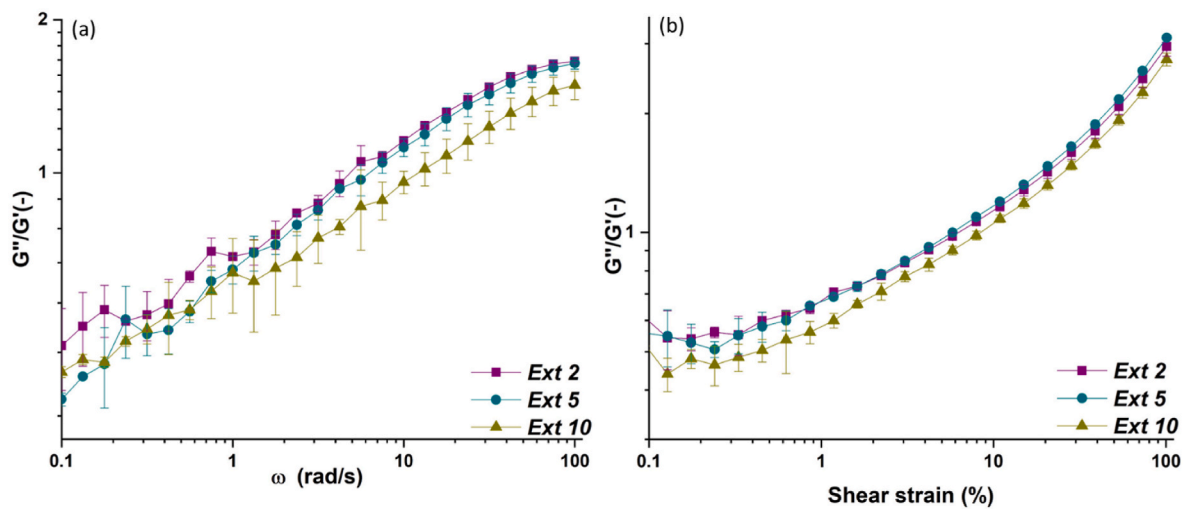 (a)
2
1
G"/G'(-)
Ext 2
Ext 5
Ext 10
0.1 1 10 100
ω (rad/s)
(b)
1
G"/G'(-)
Ext 2
Ext 5
Ext 10
0.1 1 10 100
Shear strain (%)